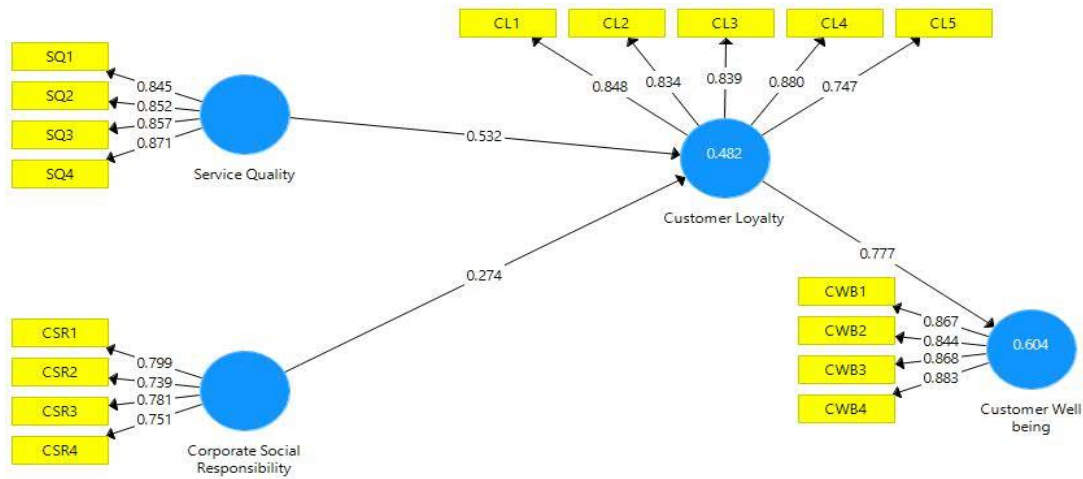 CL1
CL2
CL3
CL4
CL5
0.848
0.834
0.839
0.880
0.747
SQ1
SQ2
SQ3
SQ4
0.845
0.852
0.857
0.871
Service Quality
0.532
0.482
Customer Loyalty
0.274
0.777
CSR1
CSR2
CSR3
CSR4
0.799
0.739
0.781
0.751
Corporate Social
Responsibility
CWB1
CWB2
CWB3
CWB4
0.867
0.844
0.868
0.883
0.604
Customer Well
being